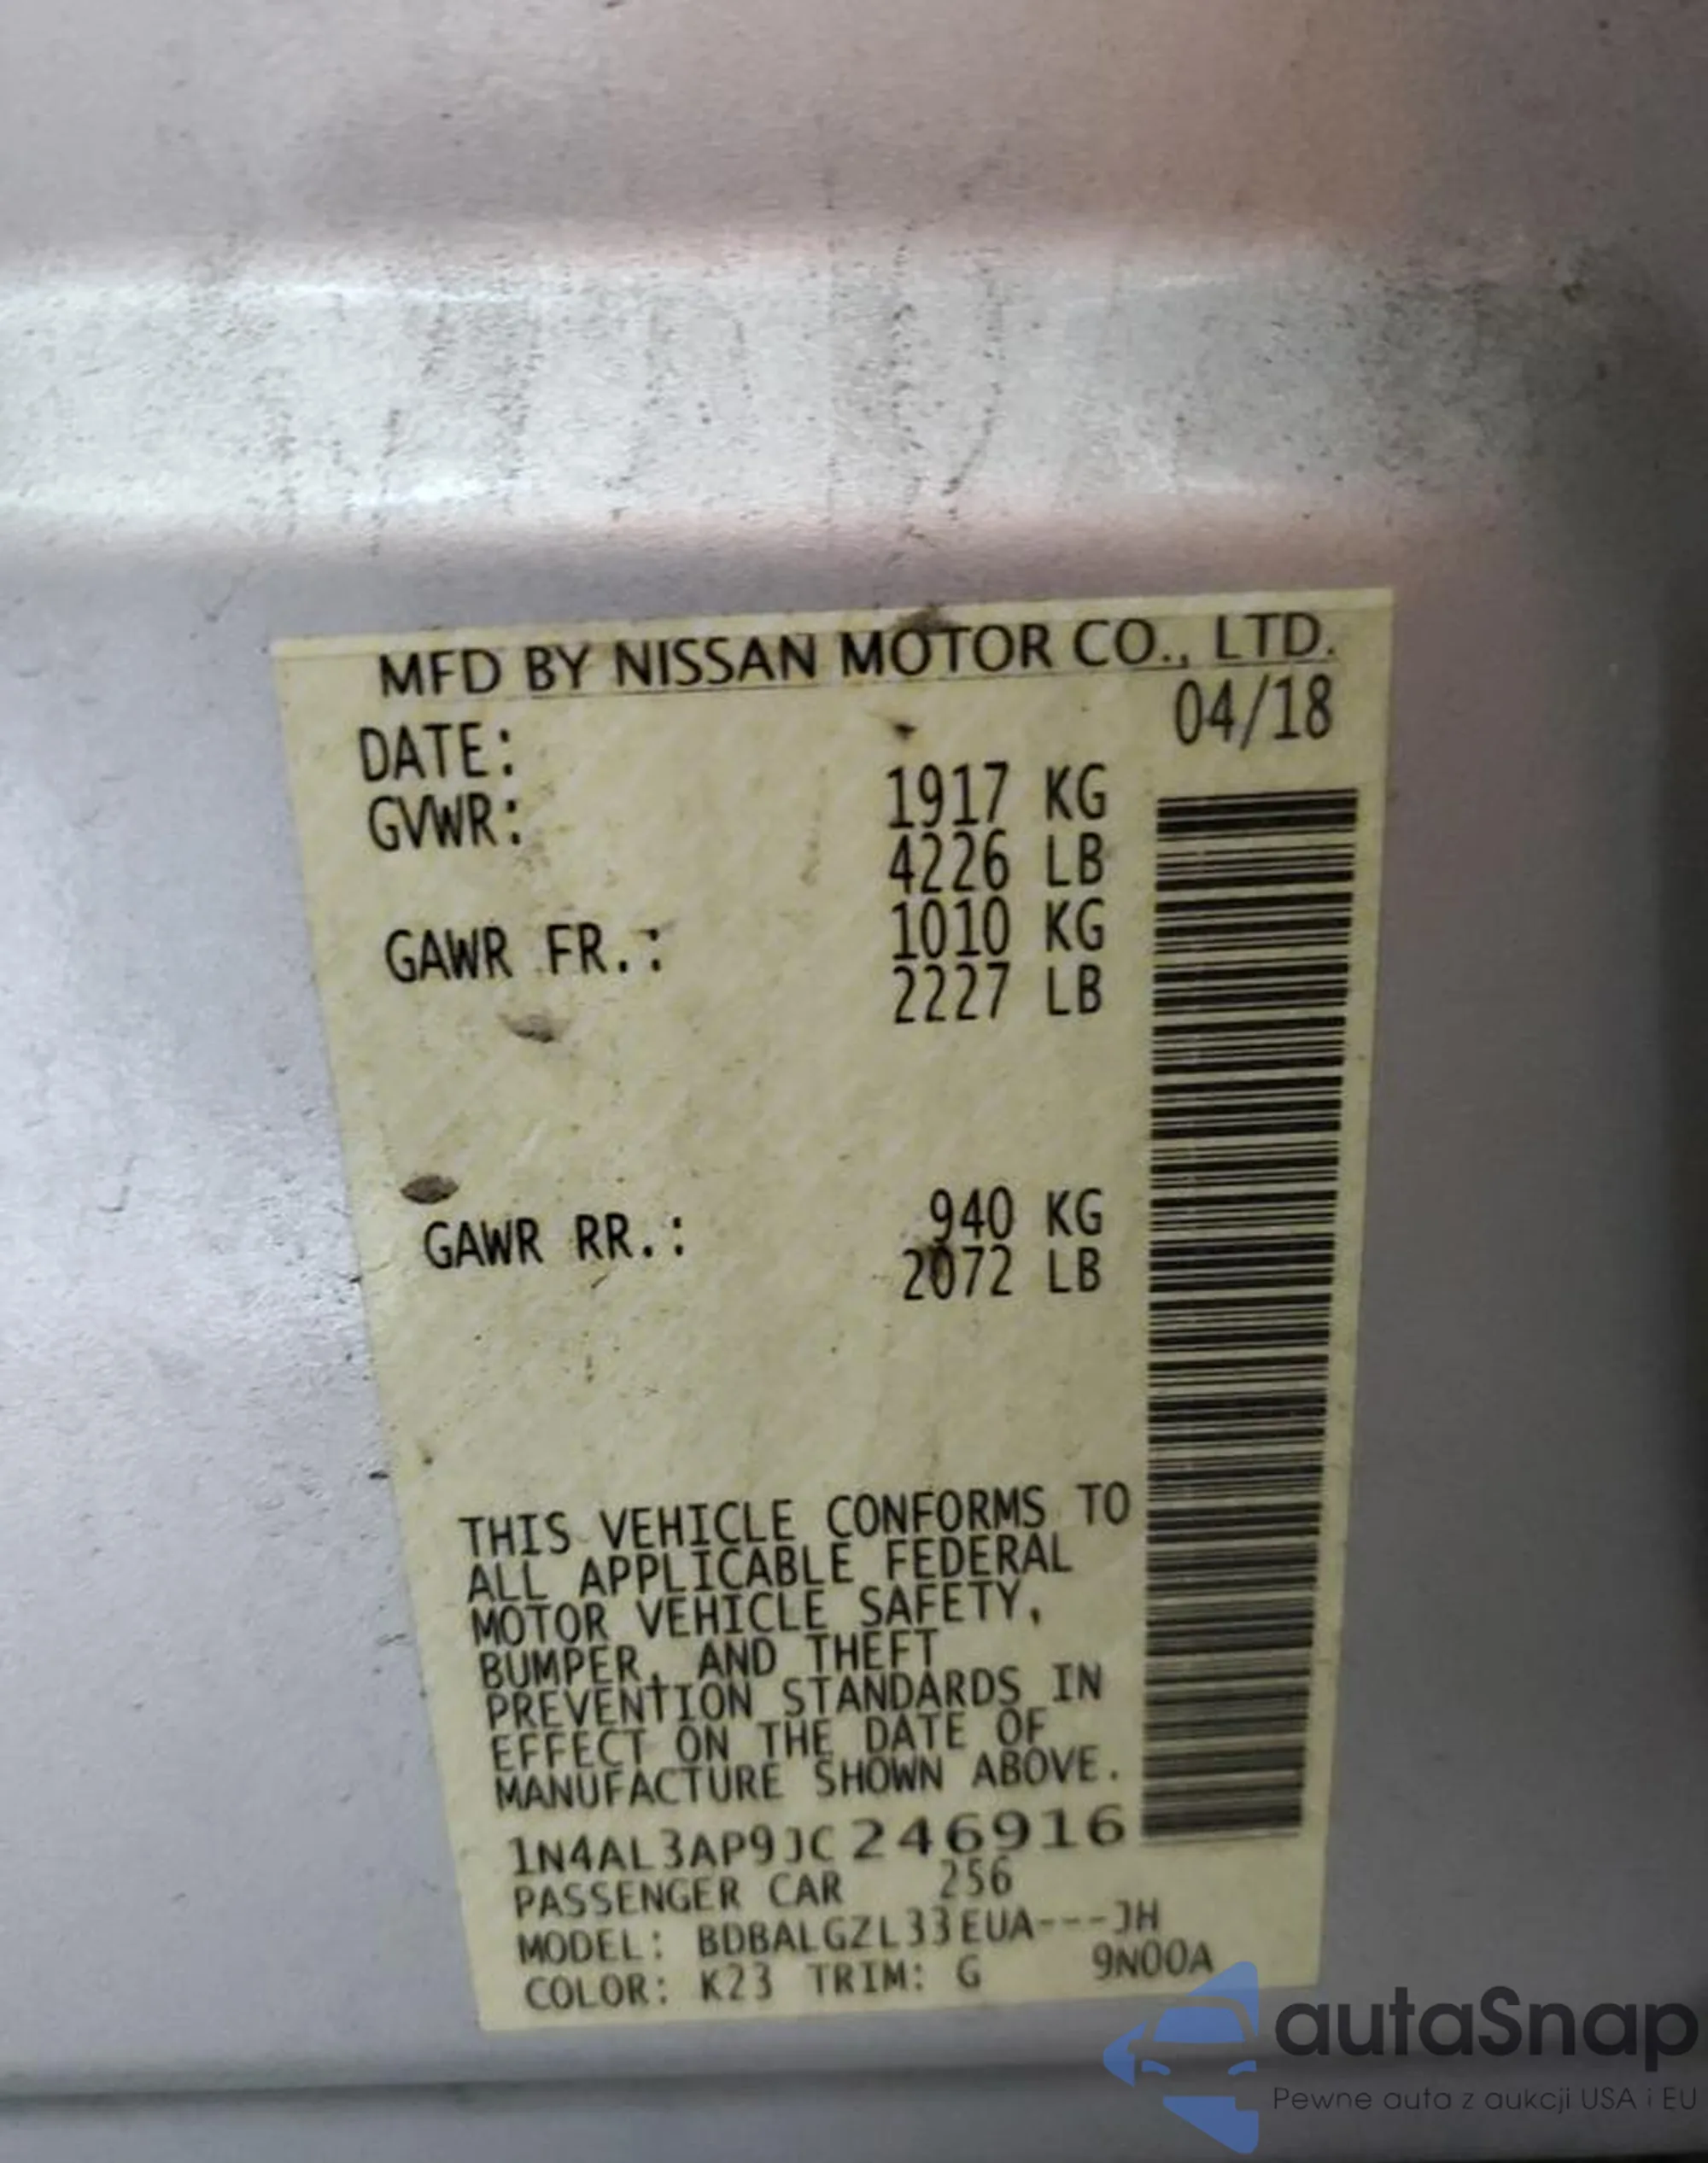 MFD BY NISSAN MOTOR CO., LTD.
DATE: 04/18
GVWR: 1917 KG
4226 LB
GAWR FR.: 1010 KG
2227 LB
GAWR RR.: 940 KG
2072 LB
THIS VEHICLE CONFORMS TO
ALL APPLICABLE FEDERAL
MOTOR VEHICLE SAFETY,
BUMPER, AND THEFT
PREVENTION STANDARDS IN
EFFECT ON THE DATE OF
MANUFACTURE SHOWN ABOVE.
1N4AL3AP9JC246916
PASSENGER CAR 256
MODEL: BDBALGZL33EUA---JH
COLOR: K23 TRIM: G 9N00A
autaSnap
Pewne auta z aukcji USA i EU